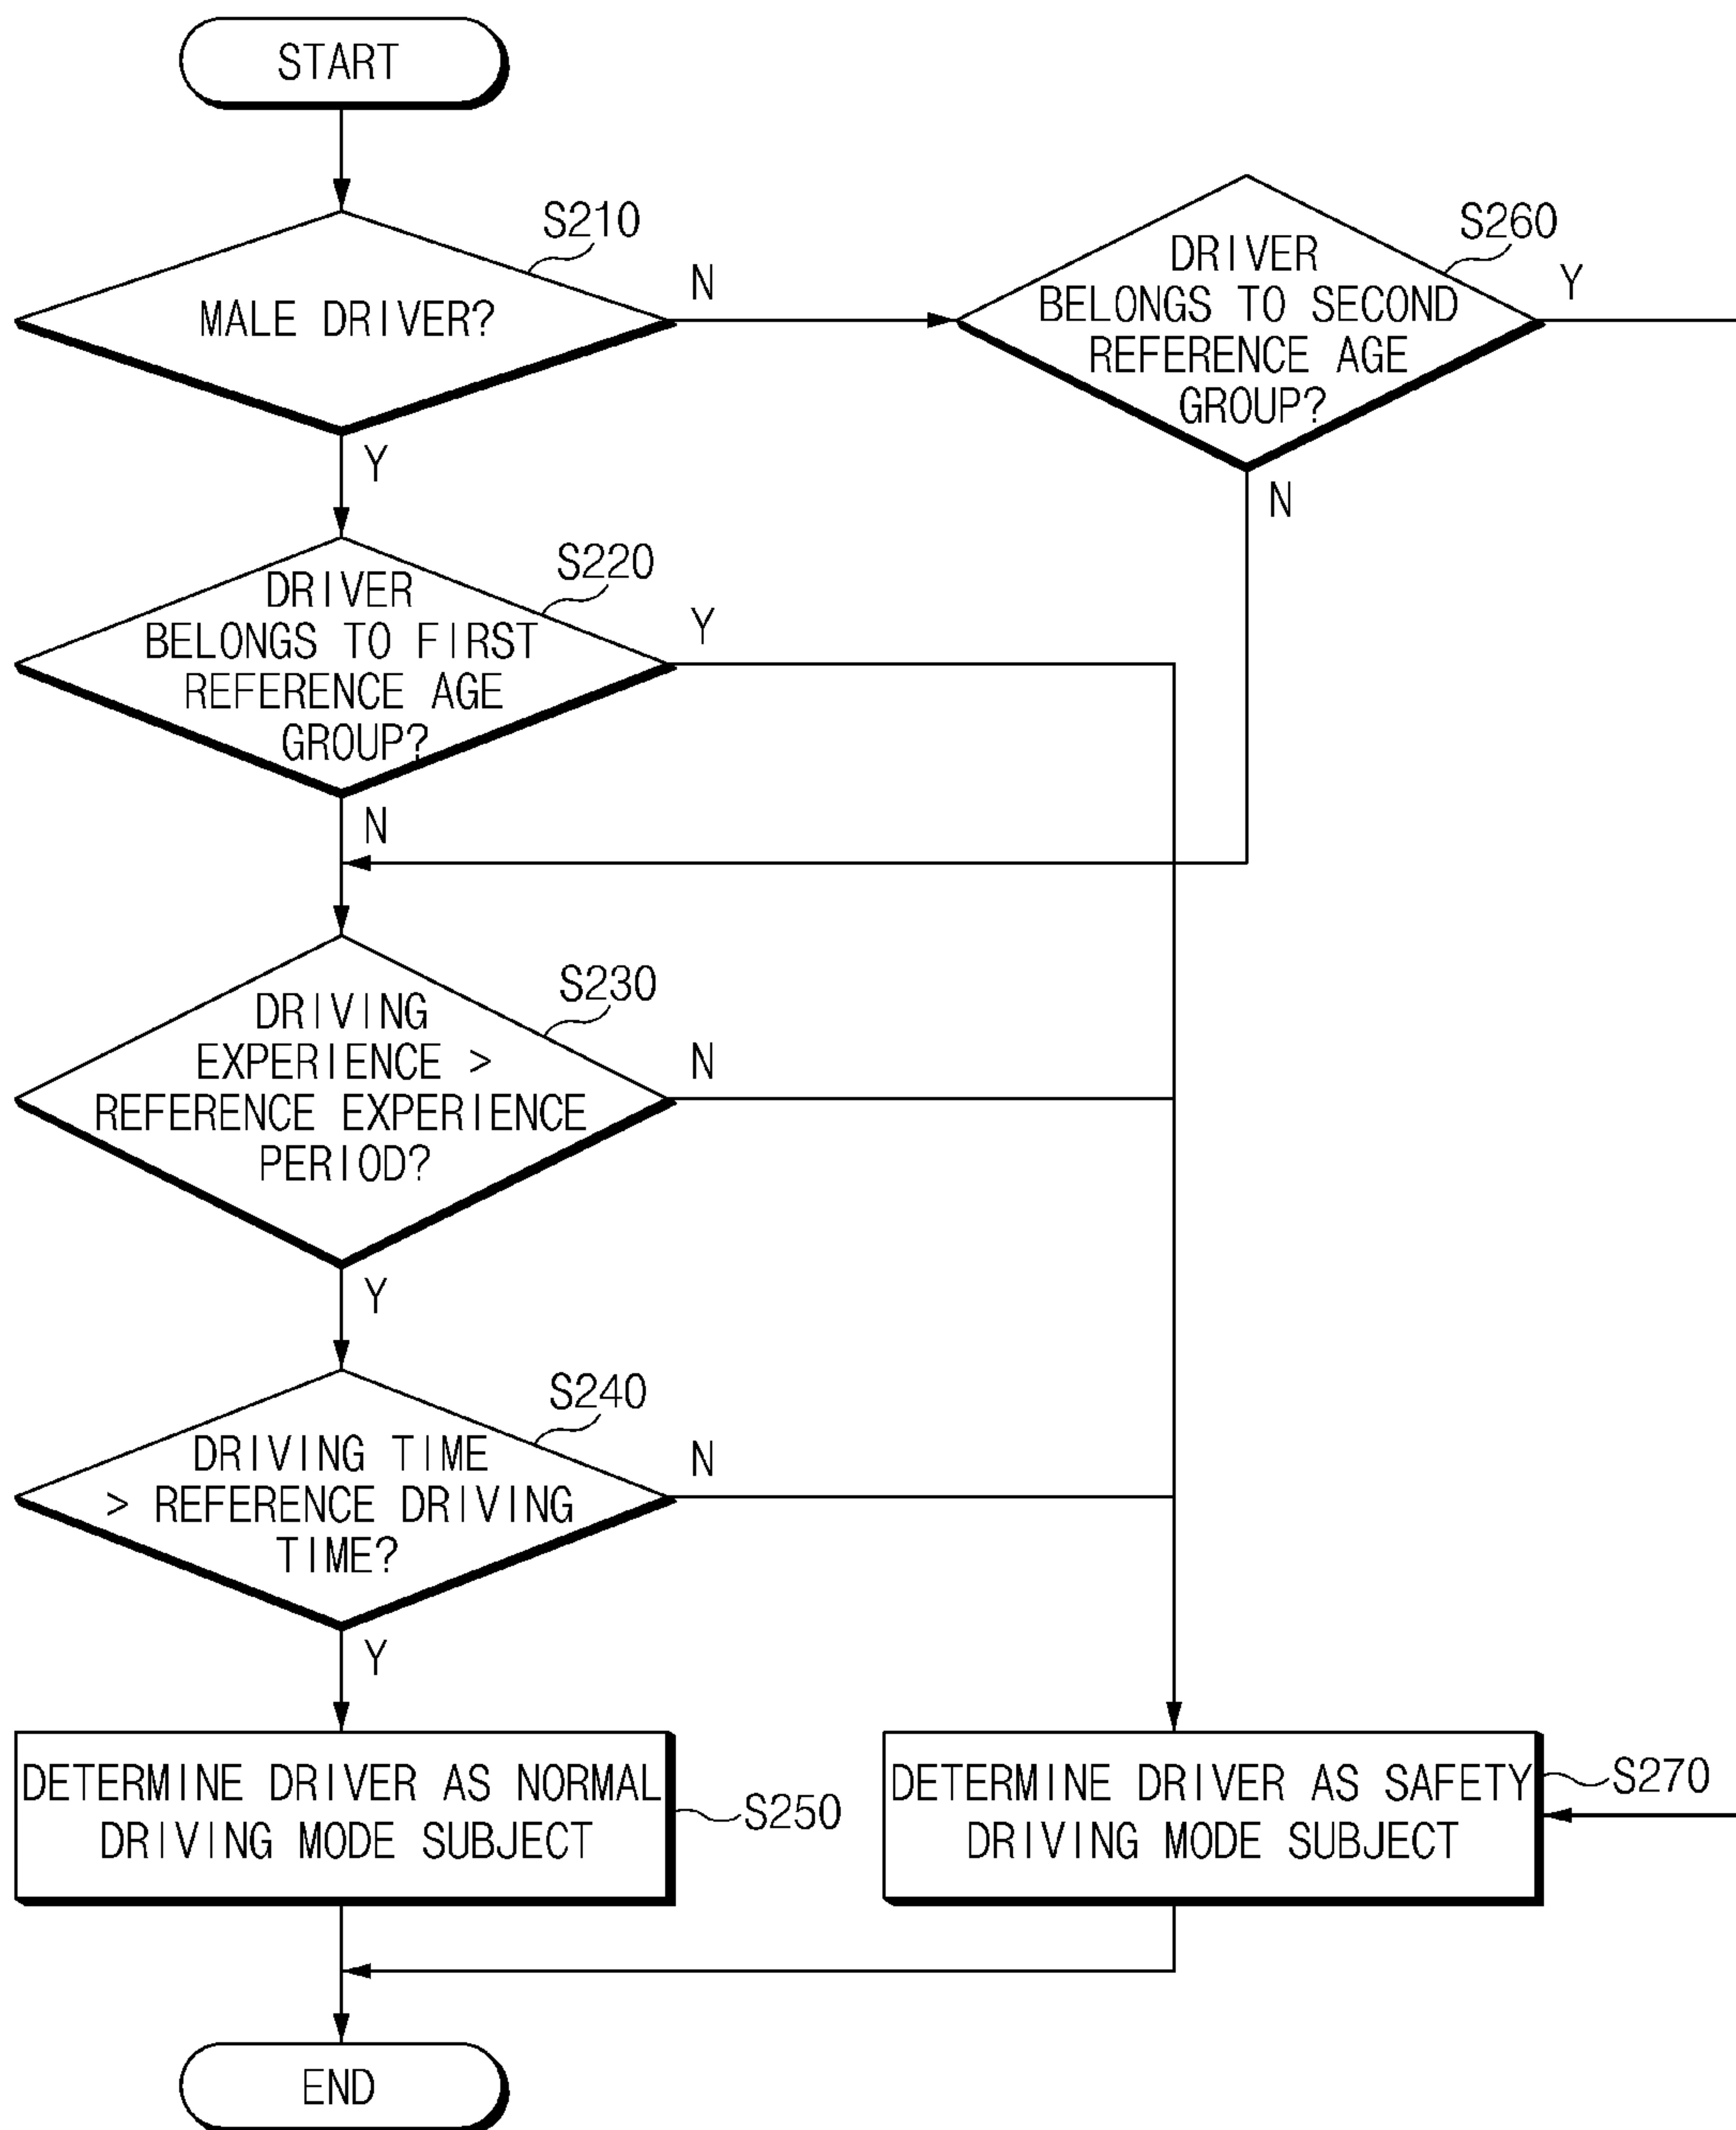 START
S210
MALE DRIVER?
N
Y
S260
DRIVER
BELONGS TO SECOND
REFERENCE AGE
GROUP?
Y
N
S220
DRIVER
BELONGS TO FIRST
REFERENCE AGE
GROUP?
Y
N
S230
DRIVING
EXPERIENCE >
REFERENCE EXPERIENCE
PERIOD?
N
Y
S240
DRIVING TIME
> REFERENCE DRIVING
TIME?
N
Y
DETERMINE DRIVER AS NORMAL
DRIVING MODE SUBJECT
S250
DETERMINE DRIVER AS SAFETY
DRIVING MODE SUBJECT
S270
END